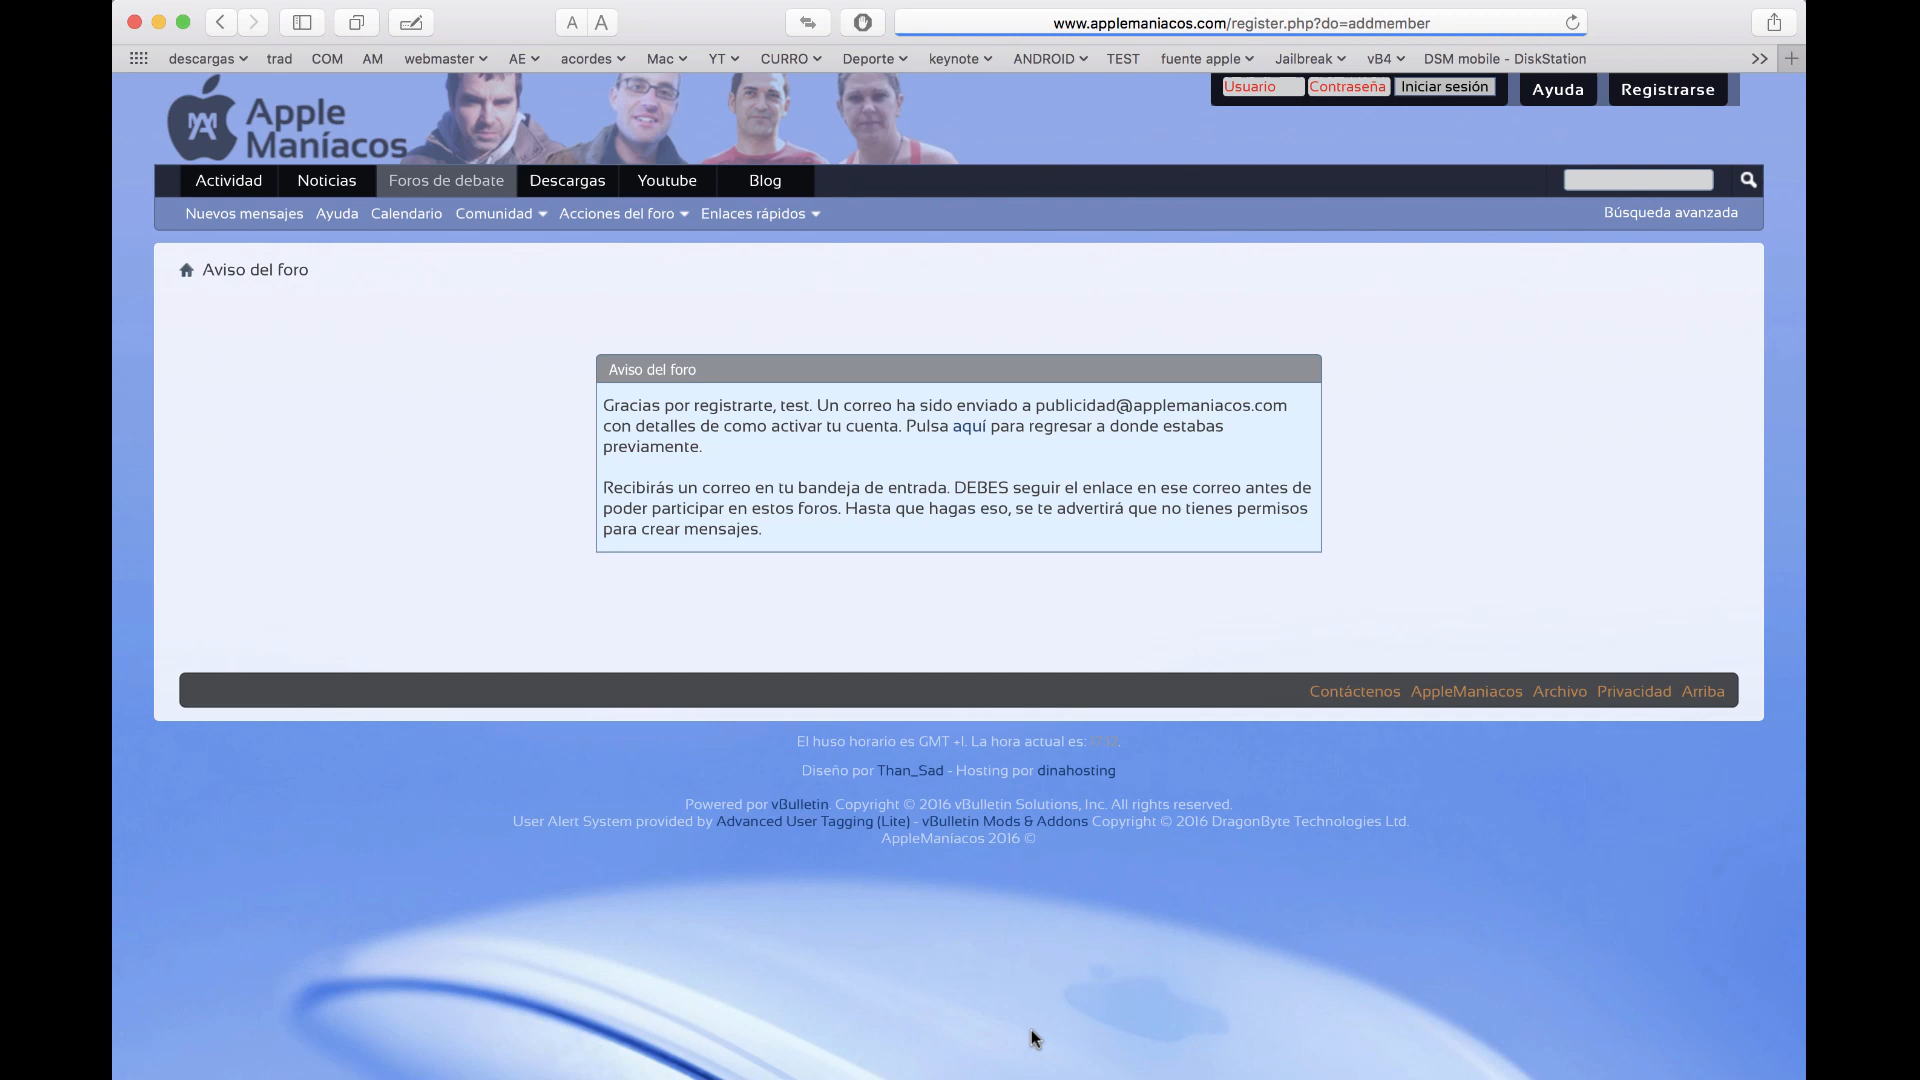 A A
www.applemaniacos.com/register.php?do=addmember
descargas trad COM AM webmaster AE acordes Mac YT CURRO Deporte keynote ANDROID TEST fuente apple Jailbreak vB4 DSM mobile - DiskStation
Apple
Maníacos
Usuario Contraseña Iniciar sesión Ayuda Registrarse
Actividad Noticias Foros de debate Descargas Youtube Blog
Nuevos mensajes Ayuda Calendario Comunidad Acciones del foro Enlaces rápidos Búsqueda avanzada
Aviso del foro
Aviso del foro
Gracias por registrarte, test. Un correo ha sido enviado a publicidad@applemaniacos.com
con detalles de como activar tu cuenta. Pulsa aquí para regresar a donde estabas
previamente.
Recibirás un correo en tu bandeja de entrada. DEBES seguir el enlace en ese correo antes de
poder participar en estos foros. Hasta que hagas eso, se te advertirá que no tienes permisos
para crear mensajes.
Contáctenos AppleManiacos Archivo Privacidad Arriba
El huso horario es GMT +1. La hora actual es:
Diseño por Than_Sad - Hosting por dinahosting
Powered por vBulletin Copyright © 2016 vBulletin Solutions, Inc. All rights reserved.
User Alert System provided by Advanced User Tagging (Lite) - vBulletin Mods & Addons Copyright © 2016 DragonByte Technologies Ltd.
AppleManiacos 2016 ©